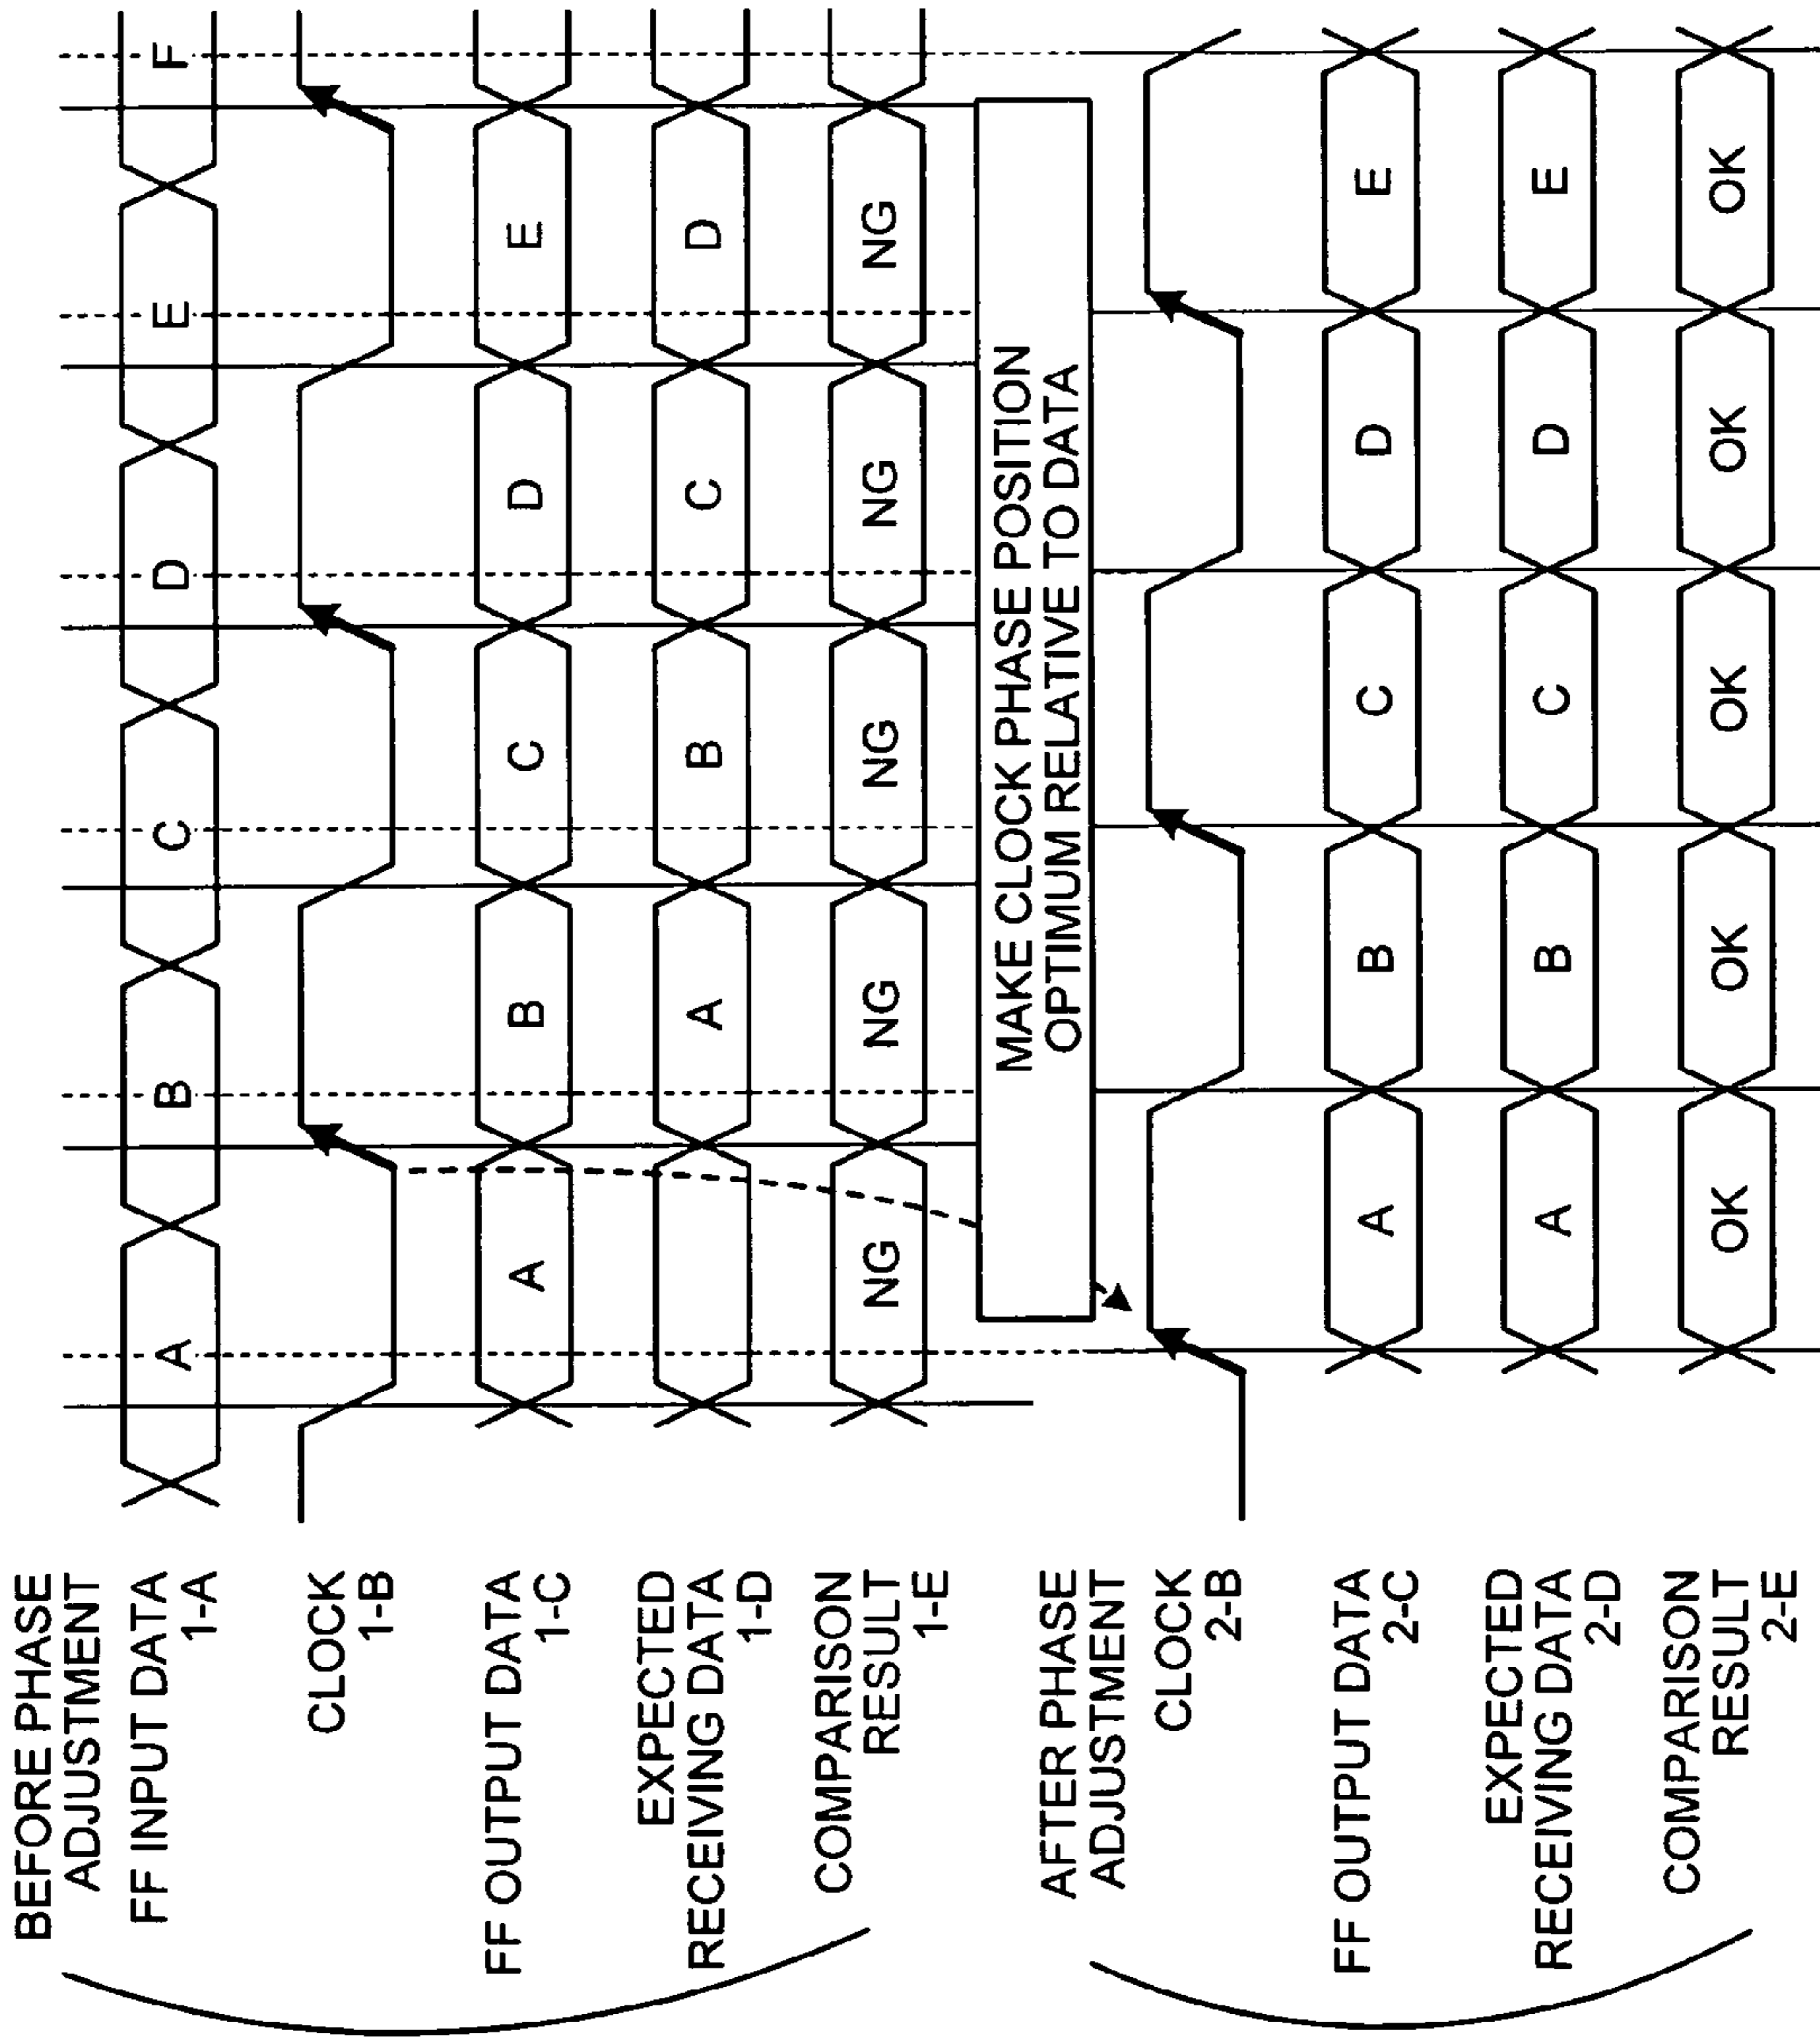 BEFORE PHASE
ADJUSTMENT
FF INPUT DATA
1-A
A B C D E F
CLOCK
1-B
FF OUTPUT DATA
1-C
A B C D E
EXPECTED
RECEIVING DATA
1-D
A B C D
COMPARISON
RESULT
1-E
NG NG NG NG NG
MAKE CLOCK PHASE POSITION
OPTIMUM RELATIVE TO DATA
AFTER PHASE
ADJUSTMENT
CLOCK
2-B
FF OUTPUT DATA
2-C
A B C D E
EXPECTED
RECEIVING DATA
2-D
A B C D E
COMPARISON
RESULT
2-E
OK OK OK OK OK